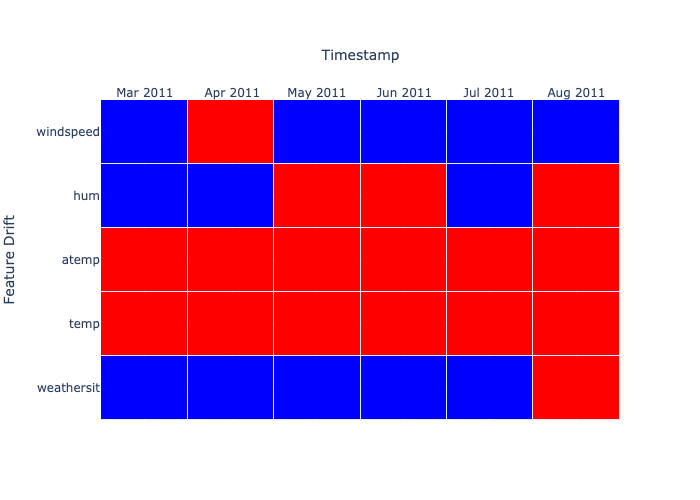 Timestamp
Mar 2011 Apr 2011 May 2011 Jun 2011 Jul 2011 Aug 2011
windspeed
hum
atemp
temp
weathersit
Feature Drift